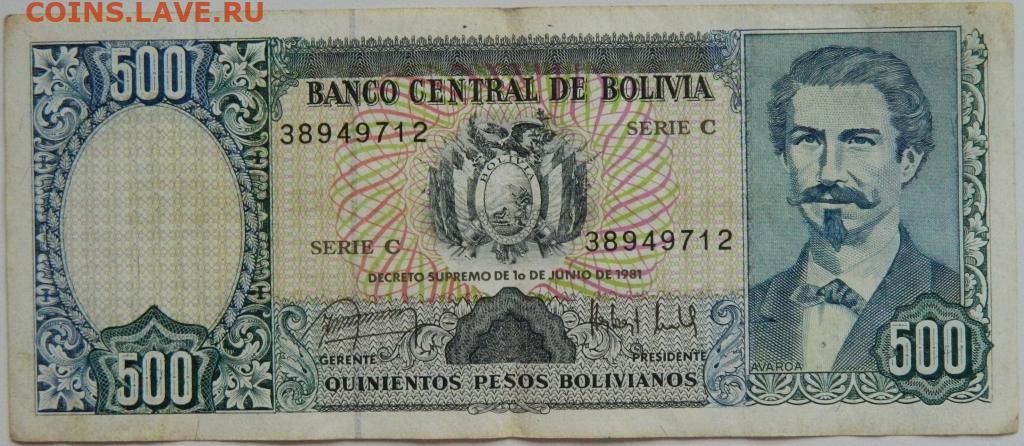 COINS.LAVE.RU
500
BANCO CENTRAL DE BOLIVIA
38949712
SERIE C
BOLIVIA
SERIE C
38949712
DECRETO SUPREMO DE 1o DE JUNIO DE 1981
GERENTE
PRESIDENTE
500
QUINIENTOS PESOS BOLIVIANOS
AVAROA
500